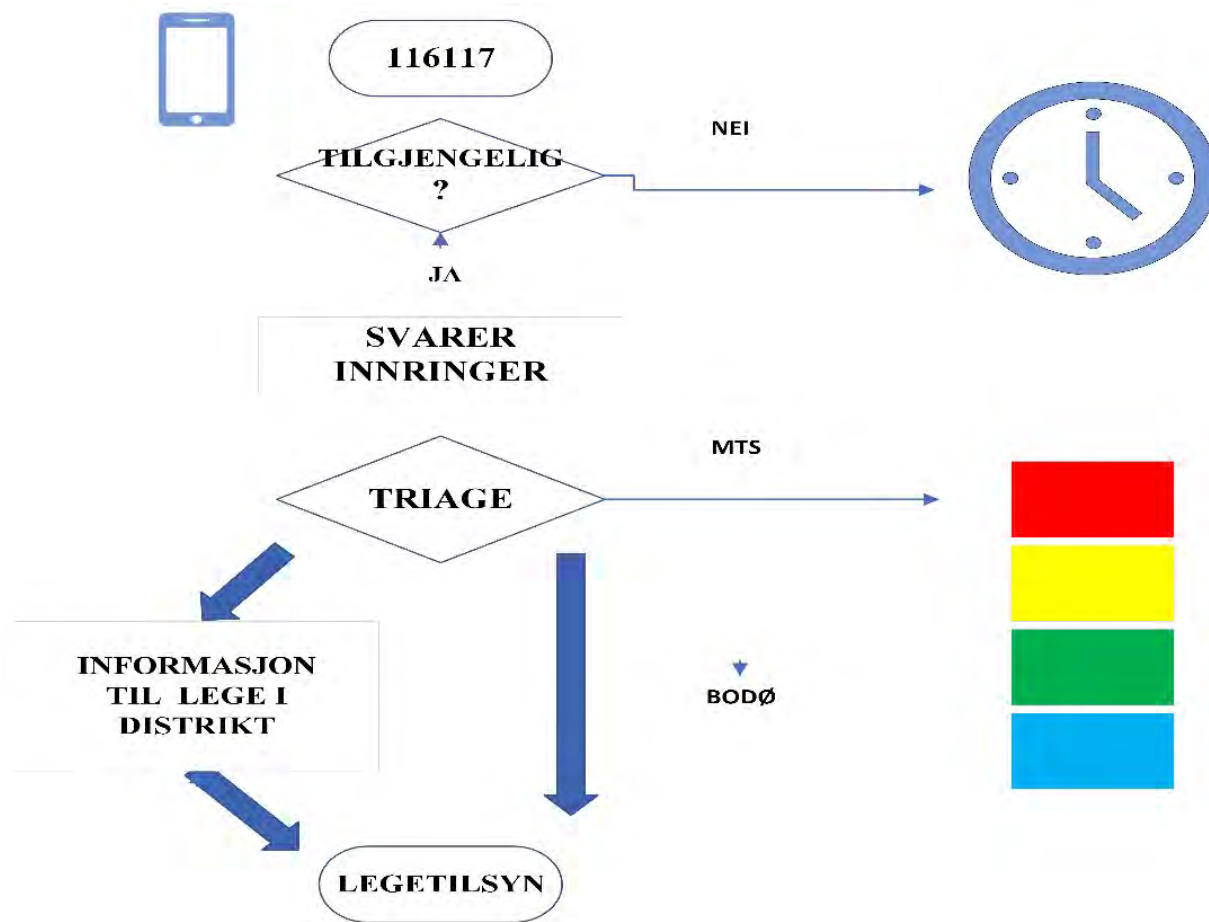 116117
NEI
TILGJENGELIG
?
JA
SVARER
INNRINGER
MTS
TRIAGE
INFORMASJON
TIL LEGE I
DISTRIKT
BODØ
LEGETILSYN